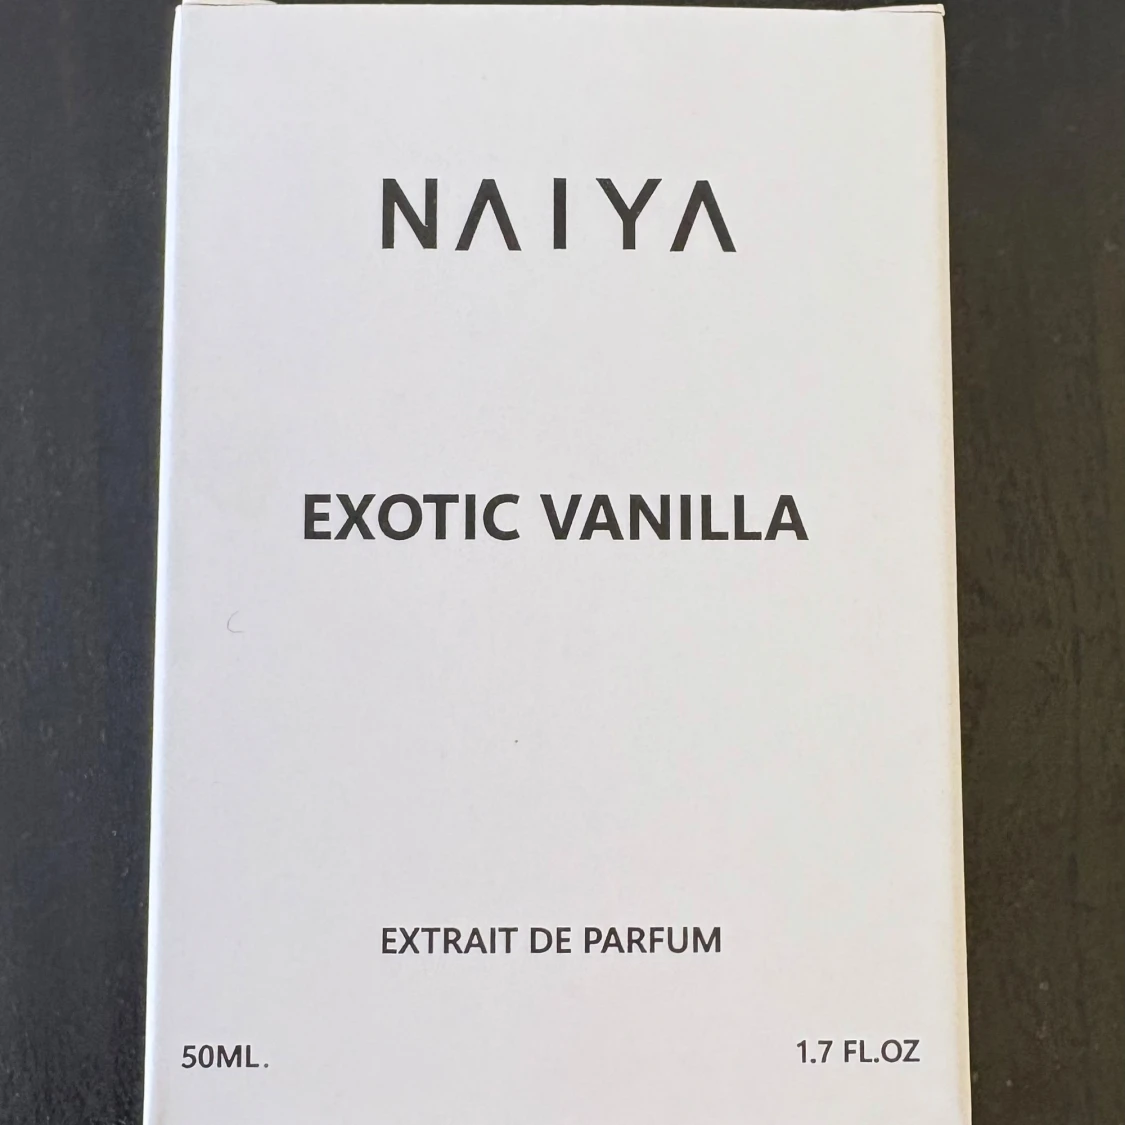 NAIYA
EXOTIC VANILLA
EXTRAIT DE PARFUM
50ML.
1.7 FL.OZ